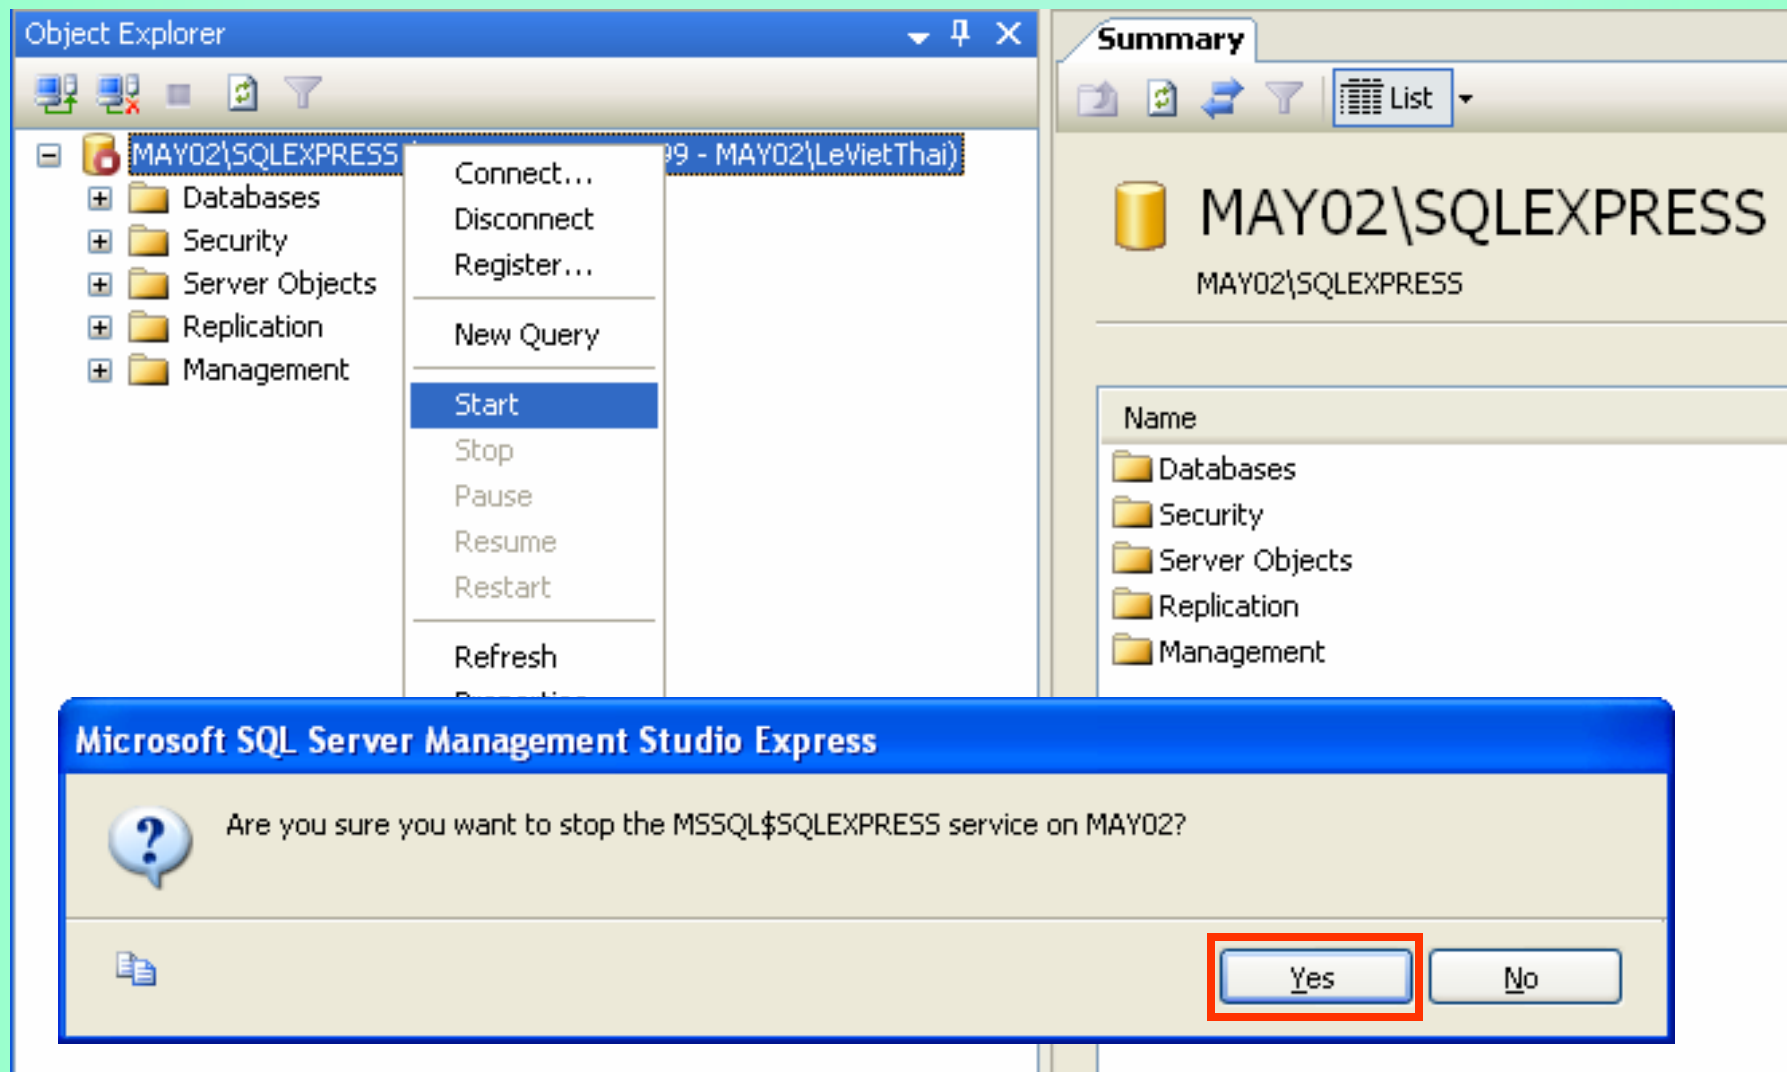 Object Explorer
MAY02\SQLEXPRESS 99 - MAY02\LeVietThai)
Databases
Security
Server Objects
Replication
Management
Connect...
Disconnect
Register...
New Query
Start
Stop
Pause
Resume
Restart
Refresh
Summary
List
MAY02\SQLEXPRESS
MAY02\SQLEXPRESS
Name
Databases
Security
Server Objects
Replication
Management
Microsoft SQL Server Management Studio Express
Are you sure you want to stop the MSSQL$SQLEXPRESS service on MAY02?
Yes
No